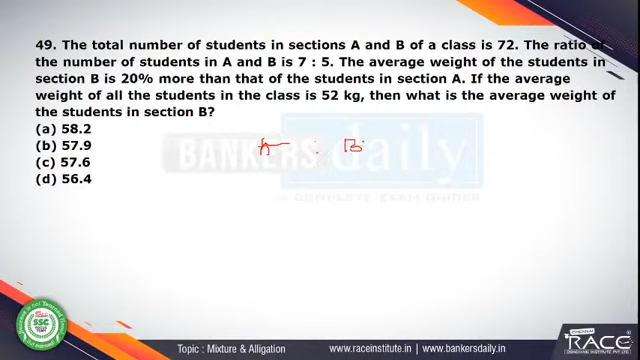 49. The total number of students in sections A and B of a class is 72. The ratio of
the number of students in A and B is 7 : 5. The average weight of the students in
section B is 20% more than that of the students in section A. If the average
weight of all the students in the class is 52 kg, then what is the average weight of
the students in section B?
(a) 58.2
(b) 57.9
(c) 57.6
(d) 56.4
A : B
BANKERS daily
Topic : Mixture & Alligation
www.raceinstitute.in | www.bankersdaily.in
RACE
SSC